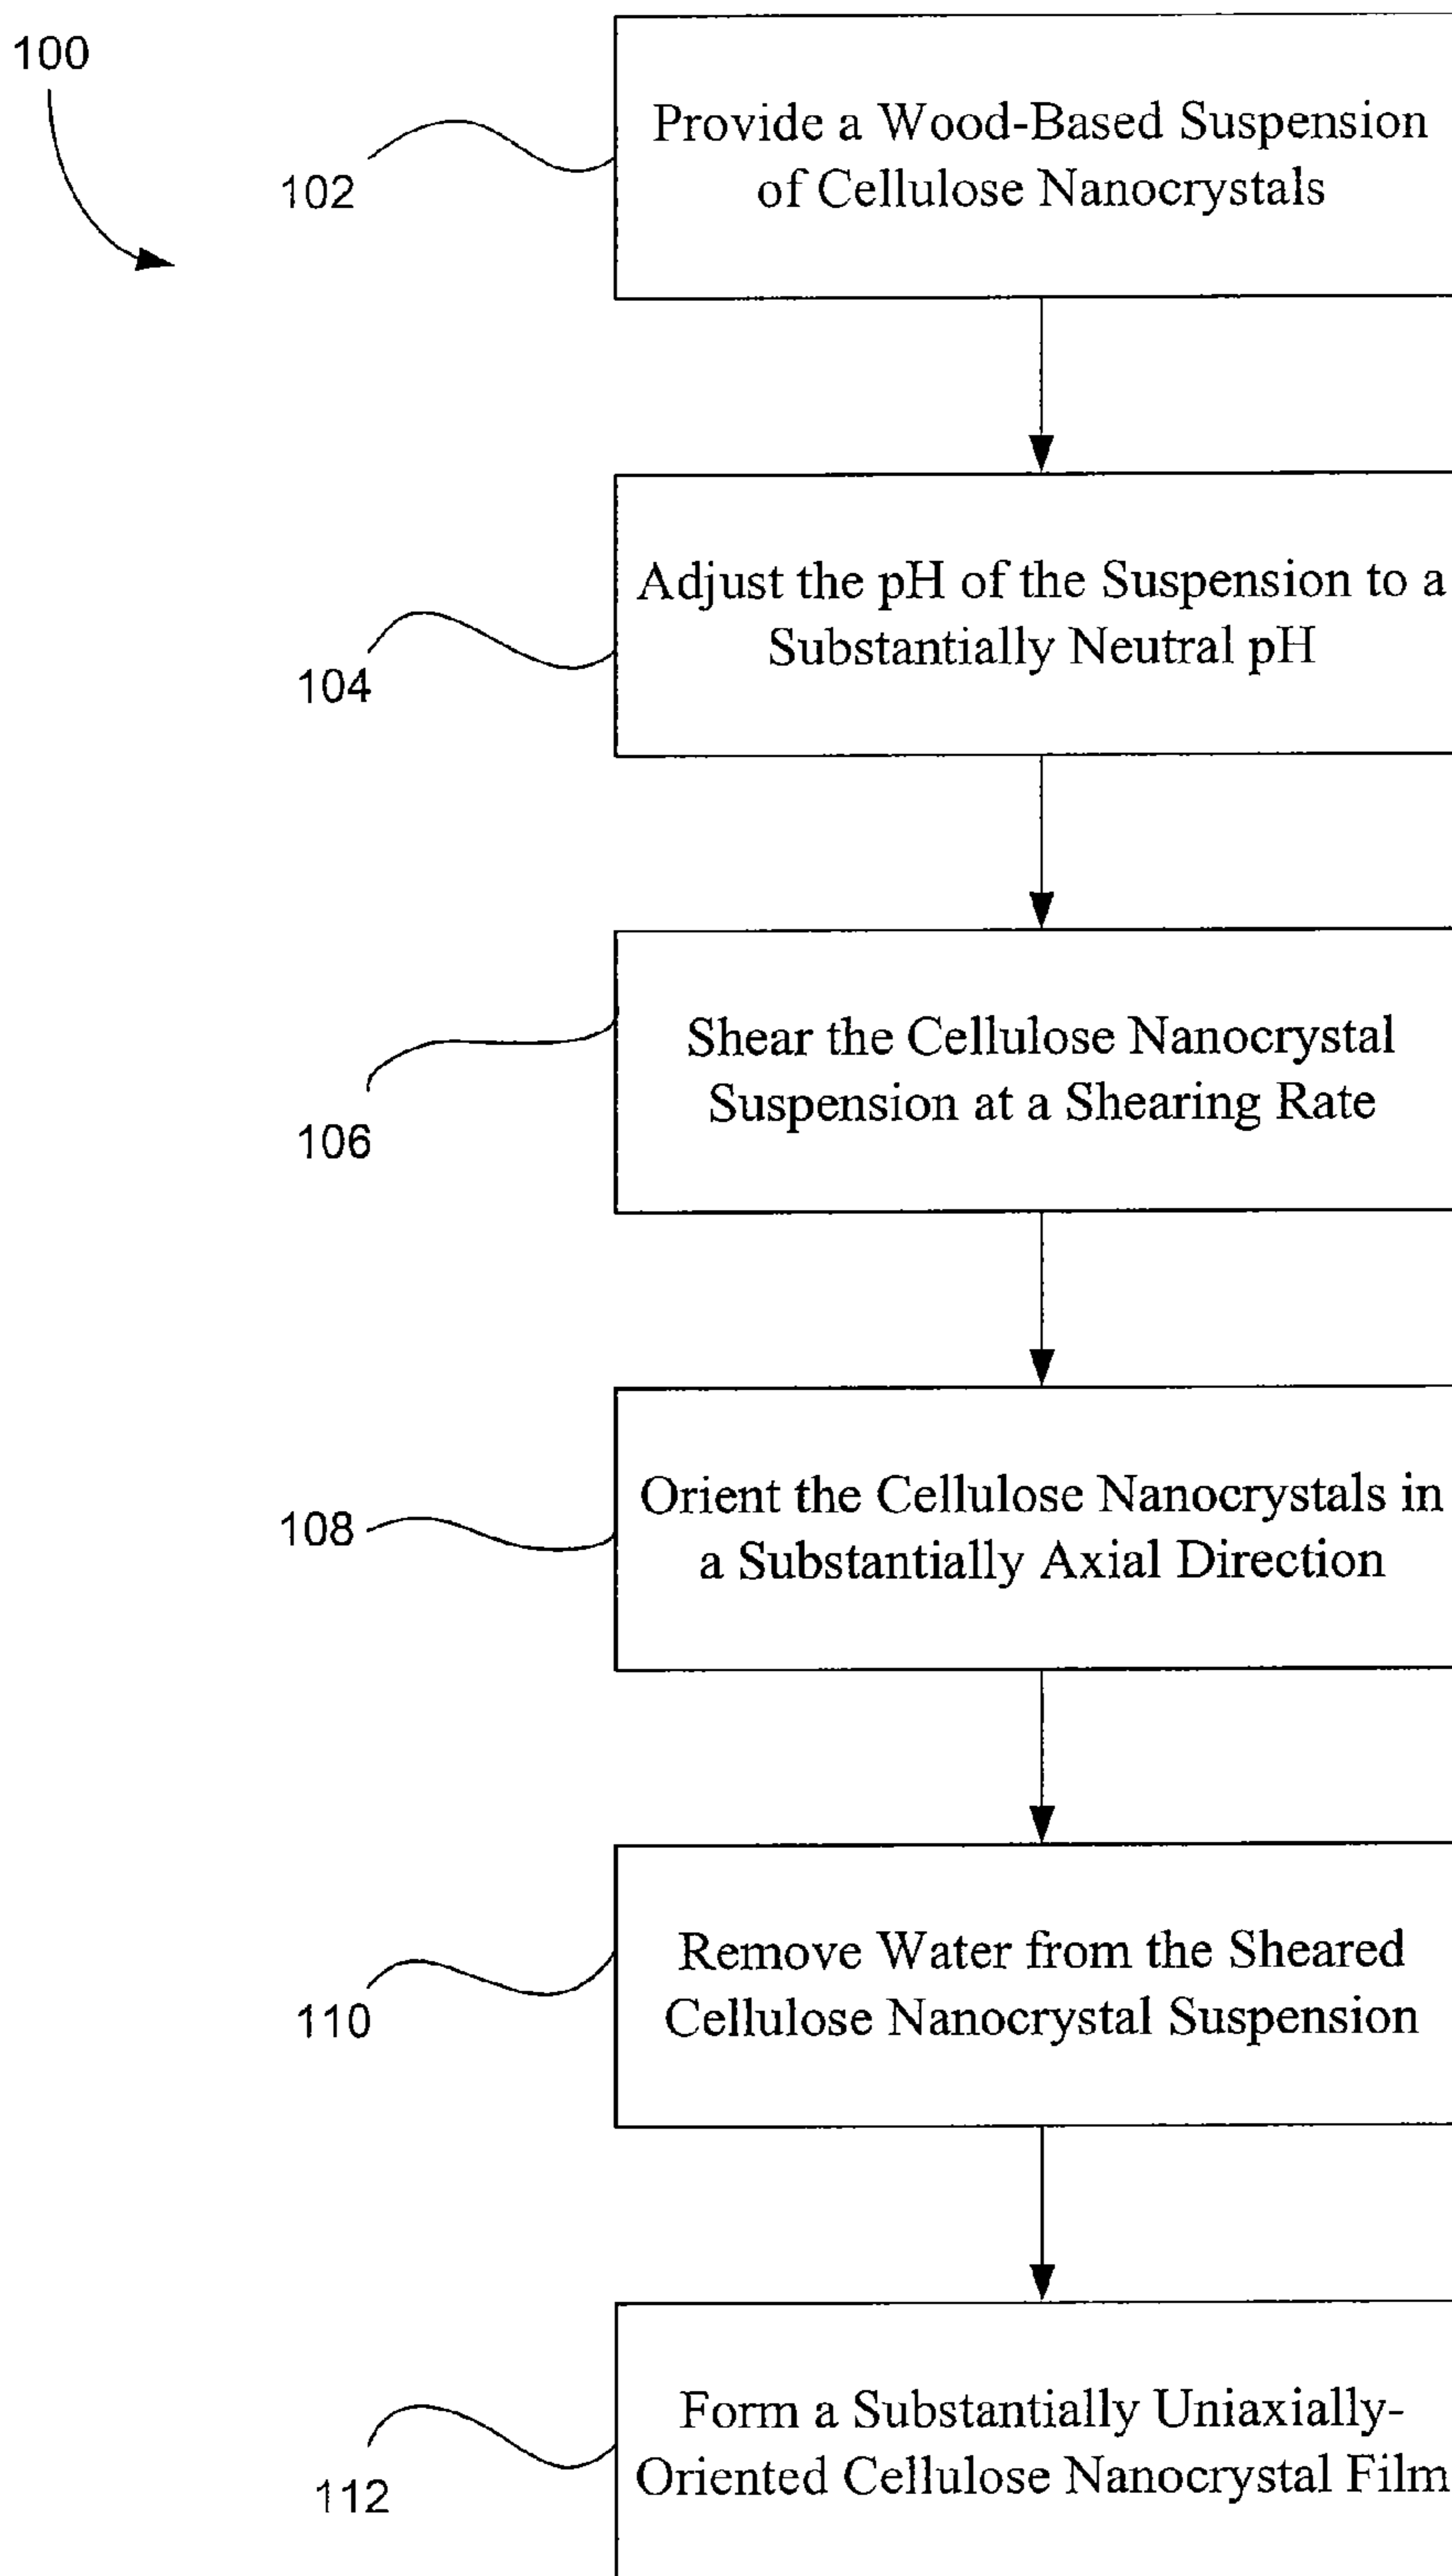 100
Provide a Wood-Based Suspension
of Cellulose Nanocrystals
102
Adjust the pH of the Suspension to a
Substantially Neutral pH
104
Shear the Cellulose Nanocrystal
Suspension at a Shearing Rate
106
Orient the Cellulose Nanocrystals in
a Substantially Axial Direction
108
Remove Water from the Sheared
Cellulose Nanocrystal Suspension
110
Form a Substantially Uniaxially-
Oriented Cellulose Nanocrystal Film
112